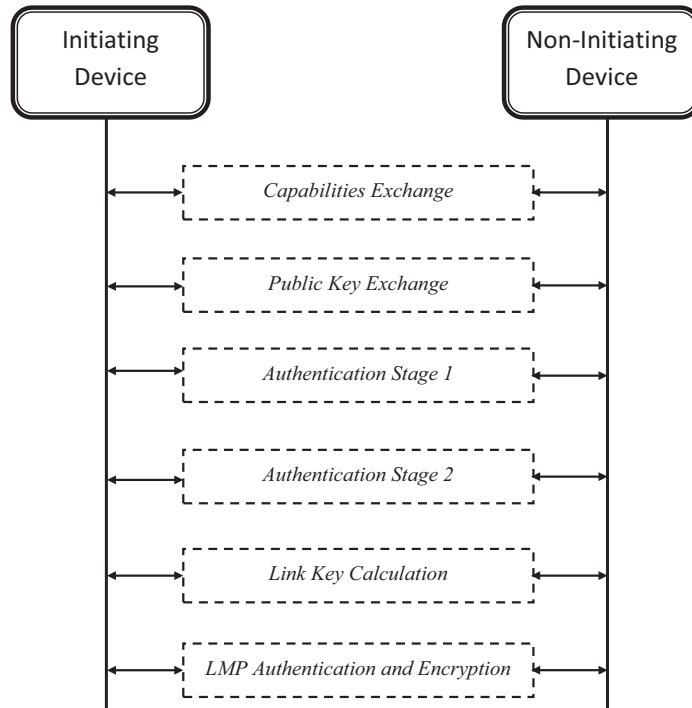 Initiating
Device
Non-Initiating
Device
Capabilities Exchange
Public Key Exchange
Authentication Stage 1
Authentication Stage 2
Link Key Calculation
LMP Authentication and Encryption